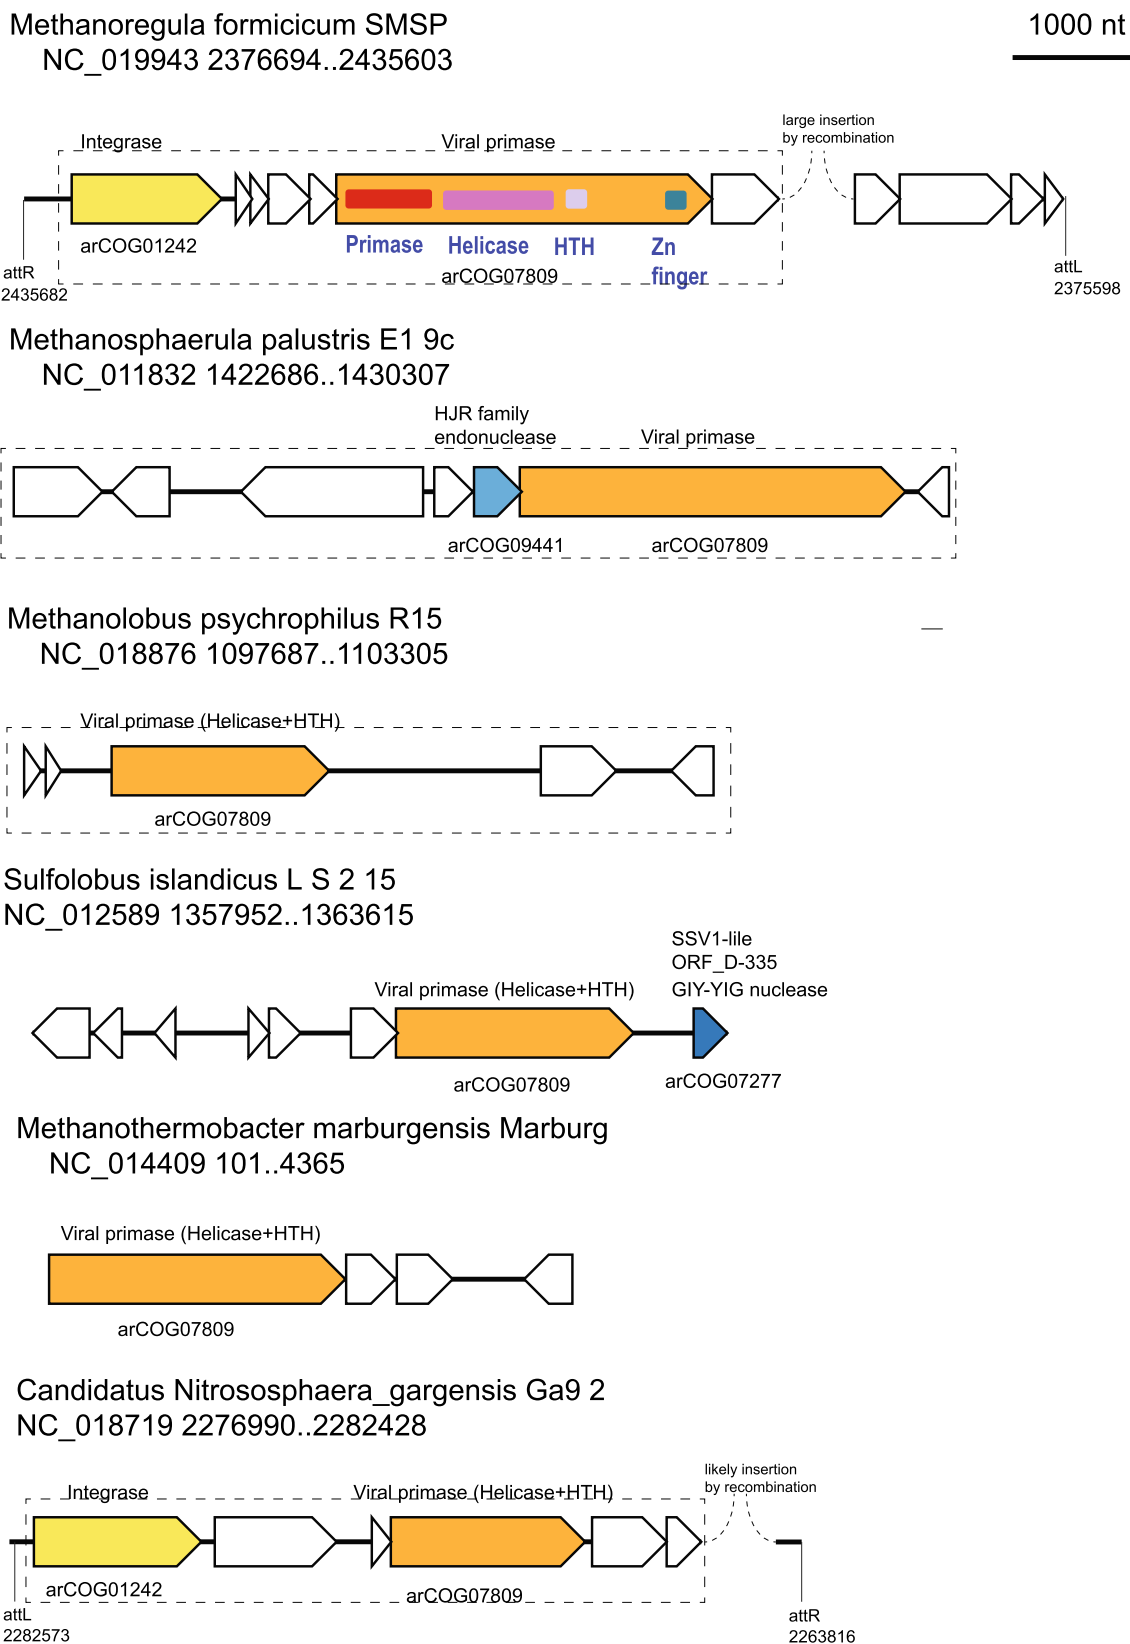 Methanoregula formicicum SMSP
NC_019943 2376694..2435603
1000 nt
Integrase
Viral primase
large insertion
by recombination
Primase
Helicase
HTH
Zn
finger
arCOG01242
arCOG07809
attR
2435682
attL
2375598
Methanosphaerula palustris E1 9c
NC_011832 1422686..1430307
HJR family
endonuclease
Viral primase
arCOG09441
arCOG07809
Methanolobus psychrophilus R15
NC_018876 1097687..1103305
Viral primase (Helicase+HTH)
arCOG07809
Sulfolobus islandicus L S 2 15
NC_012589 1357952..1363615
SSV1-lile
ORF_D-335
GIY-YIG nuclease
Viral primase (Helicase+HTH)
arCOG07809
arCOG07277
Methanothermobacter marburgensis Marburg
NC_014409 101..4365
Viral primase (Helicase+HTH)
arCOG07809
Candidatus Nitrososphaera_gargensis Ga9 2
NC_018719 2276990..2282428
Integrase
Viral primase (Helicase+HTH)
likely insertion
by recombination
arCOG01242
arCOG07809
attL
2282573
attR
2263816